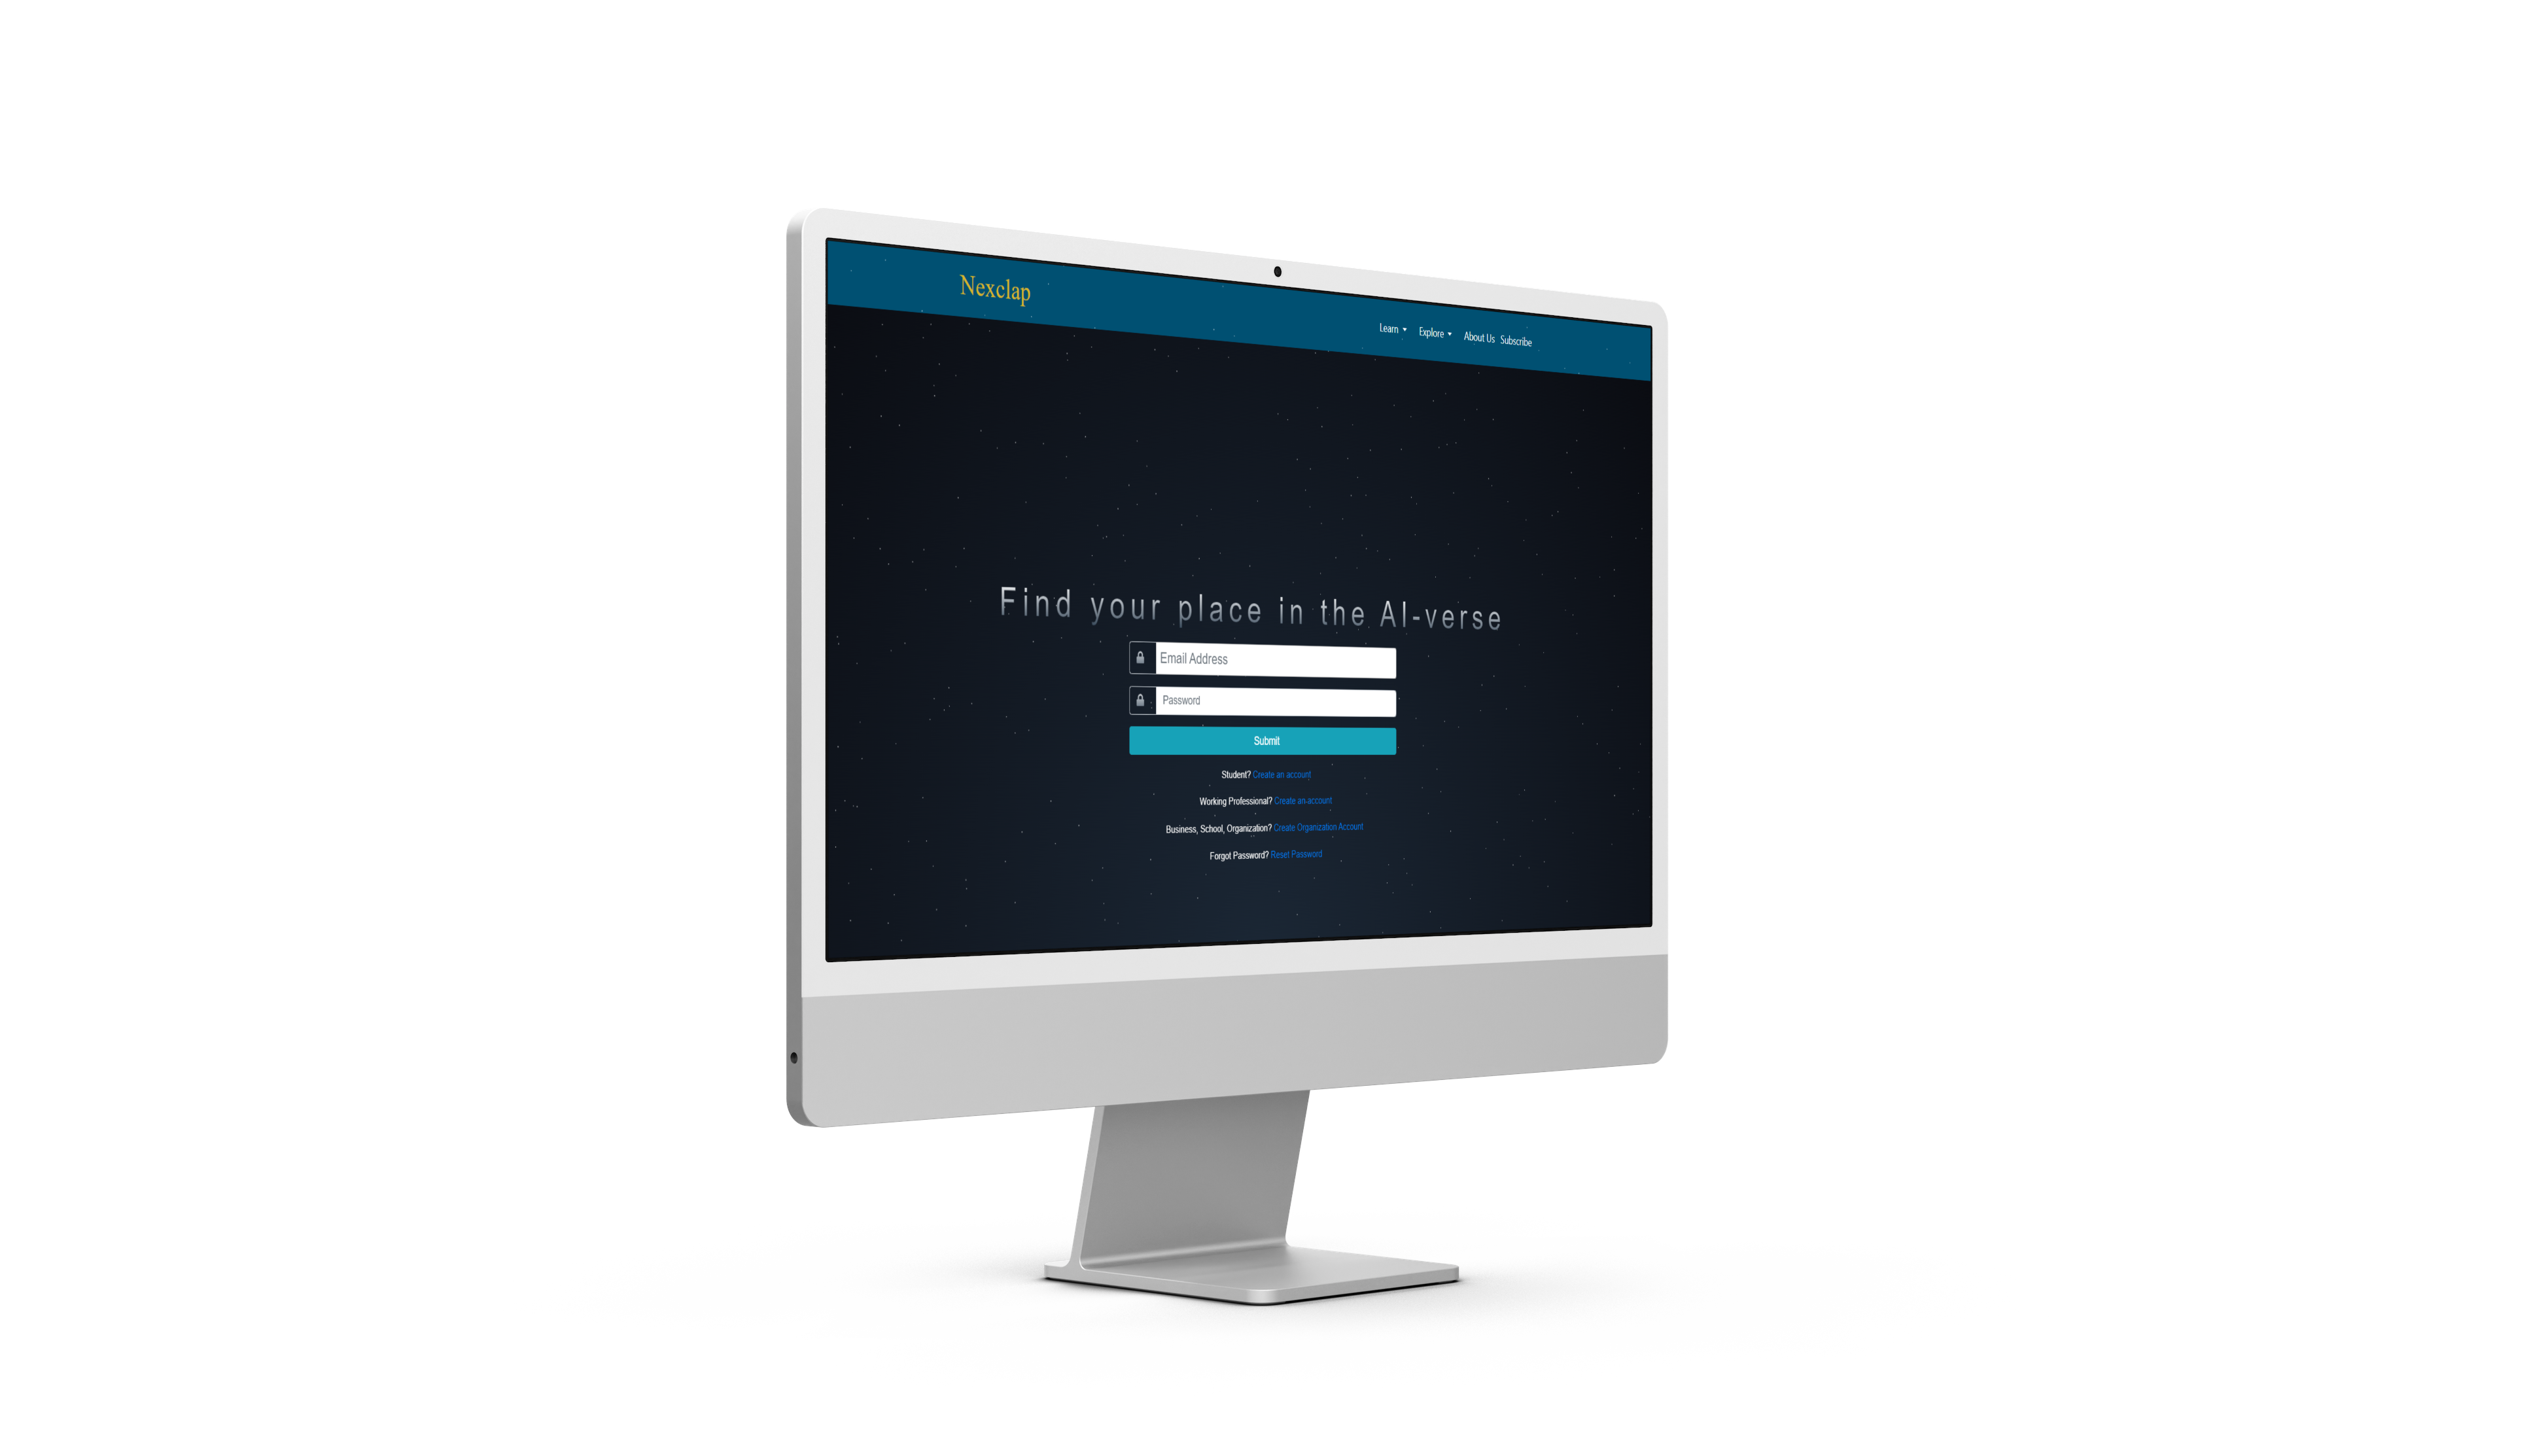 Nexclap
Learn Explore About Us Subscribe
Find your place in the AI-verse
Email Address
Password
Submit
Student? Create an account
Working Professional? Create an account
Business, School, Organization? Create Organization Account
Forgot Password? Reset Password